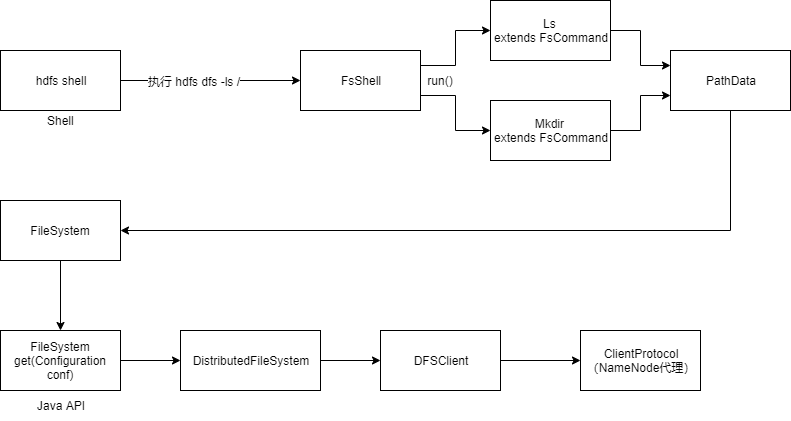 hdfs shell
Shell
执行 hdfs dfs -ls /
FsShell
run()
Ls
extends FsCommand
Mkdir
extends FsCommand
PathData
FileSystem
FileSystem
get(Configuration
conf)
Java API
DistributedFileSystem
DFSClient
ClientProtocol
（NameNode代理）